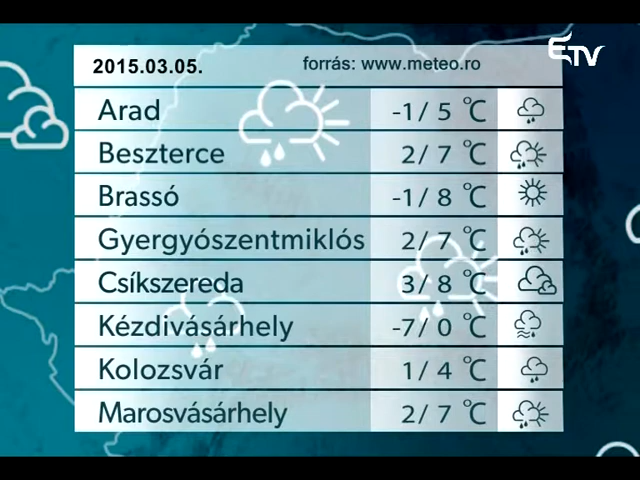 ETV
2015.03.05. forrás: www.meteo.ro
Arad -1/ 5 °C
Beszterce 2/ 7 °C
Brassó -1/ 8 °C
Gyergyószentmiklós 2/ 7 °C
Csíkszereda 3/ 8 °C
Kézdivásárhely -7/ 0 °C
Kolozsvár 1/ 4 °C
Marosvásárhely 2/ 7 °C